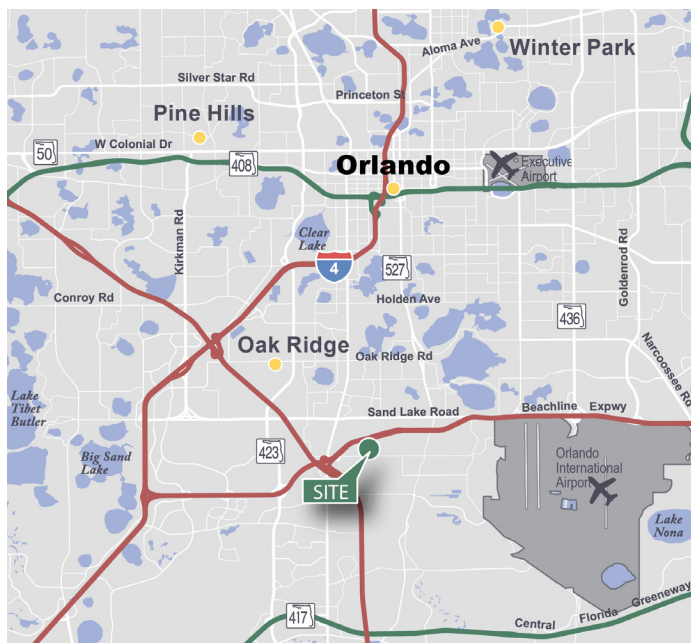 Aloma Ave
Winter Park
Silver Star Rd
Princeton St
Pine Hills
50
W Colonial Dr
408
Orlando
Executive
Airport
Kirkman Rd
Clear
Lake
4
527
Goldenrod Rd
Conroy Rd
Holden Ave
436
Oak Ridge
Oak Ridge Rd
Narcoossee Rd
Lake
Tibet
Butler
Sand Lake Road
Beachline Expwy
423
Big Sand
Lake
Orlando
International
Airport
SITE
Lake
Nona
417
Central Florida Greeneway